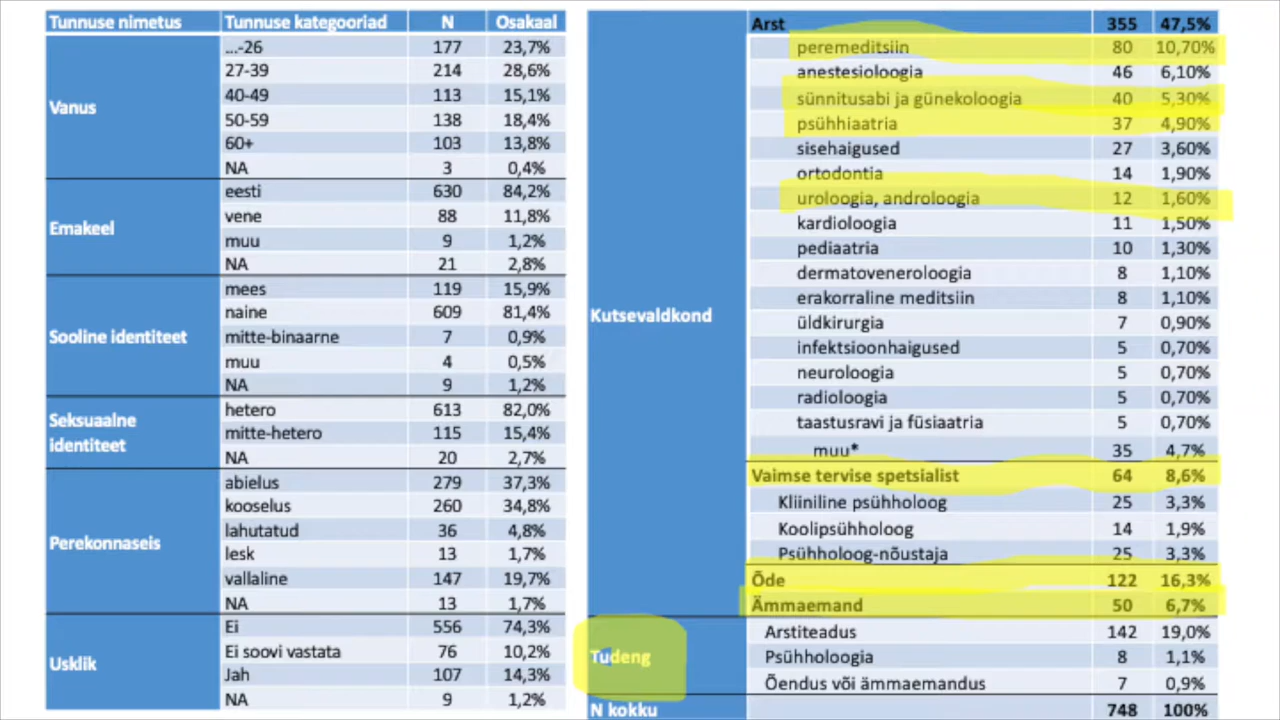 Tunnuse nimetus Tunnuse kategooriad N Osakaal
Vanus
...-26 177 23,7%
27-39 214 28,6%
40-49 113 15,1%
50-59 138 18,4%
60+ 103 13,8%
NA 3 0,4%
Emakeel
eesti 630 84,2%
vene 88 11,8%
muu 9 1,2%
NA 21 2,8%
Sooline identiteet
mees 119 15,9%
naine 609 81,4%
mitte-binaarne 7 0,9%
muu 4 0,5%
NA 9 1,2%
Seksuaalne
identiteet
hetero 613 82,0%
mitte-hetero 115 15,4%
NA 20 2,7%
Perekonnaseis
abielus 279 37,3%
kooselus 260 34,8%
lahutatud 36 4,8%
lesk 13 1,7%
vallaline 147 19,7%
NA 13 1,7%
Usklik
Ei 556 74,3%
Ei soovi vastata 76 10,2%
Jah 107 14,3%
NA 9 1,2%
Kutsevaldkond
Arst 355 47,5%
peremeditsiin 80 10,70%
anestesioloogia 46 6,10%
sünnitusabi ja günekoloogia 40 5,30%
psühhiaatria 37 4,90%
sisehaigused 27 3,60%
ortodontia 14 1,90%
uroloogia, androloogia 12 1,60%
kardioloogia 11 1,50%
pediaatria 10 1,30%
dermatoveneroloogia 8 1,10%
erakorraline meditsiin 8 1,10%
üldkirurgia 7 0,90%
infektsioonhaigused 5 0,70%
neuroloogia 5 0,70%
radioloogia 5 0,70%
taastusravi ja füsiaatria 5 0,70%
muu* 35 4,7%
Vaimse tervise spetsialist 64 8,6%
Kliiniline psühholoog 25 3,3%
Koolipsühholoog 14 1,9%
Psühholoog-nõustaja 25 3,3%
Õde 122 16,3%
Ämmaemand 50 6,7%
Tudeng
Arstiteadus 142 19,0%
Psühholoogia 8 1,1%
Õendus või ämmaemandus 7 0,9%
N kokku 748 100%